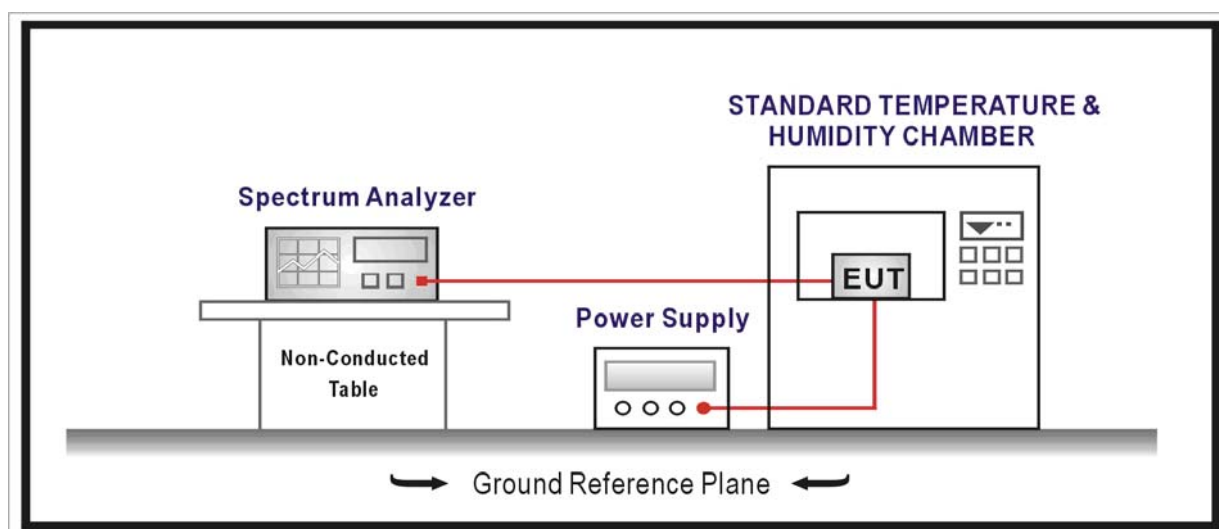 STANDARD TEMPERATURE &
HUMIDITY CHAMBER
Spectrum Analyzer
EUT
Power Supply
Non-Conducted
Table
Ground Reference Plane